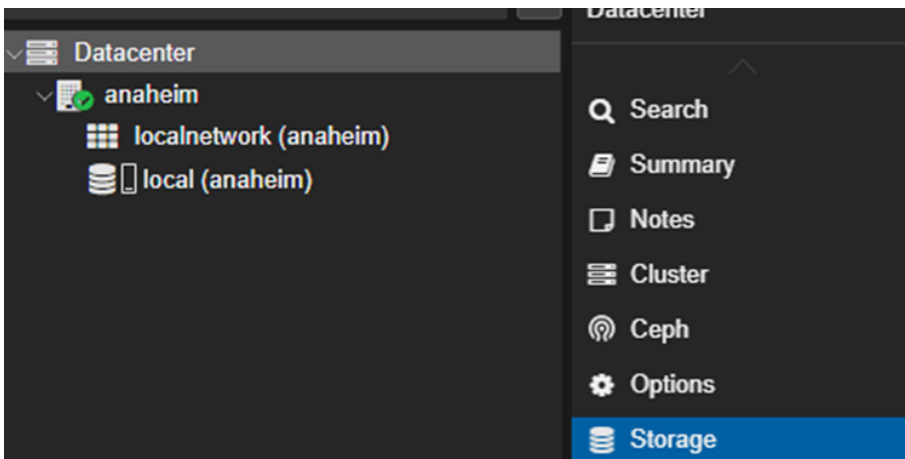 Datacenter
anaheim
localnetwork (anaheim)
local (anaheim)
Datacenter
Search
Summary
Notes
Cluster
Ceph
Options
Storage